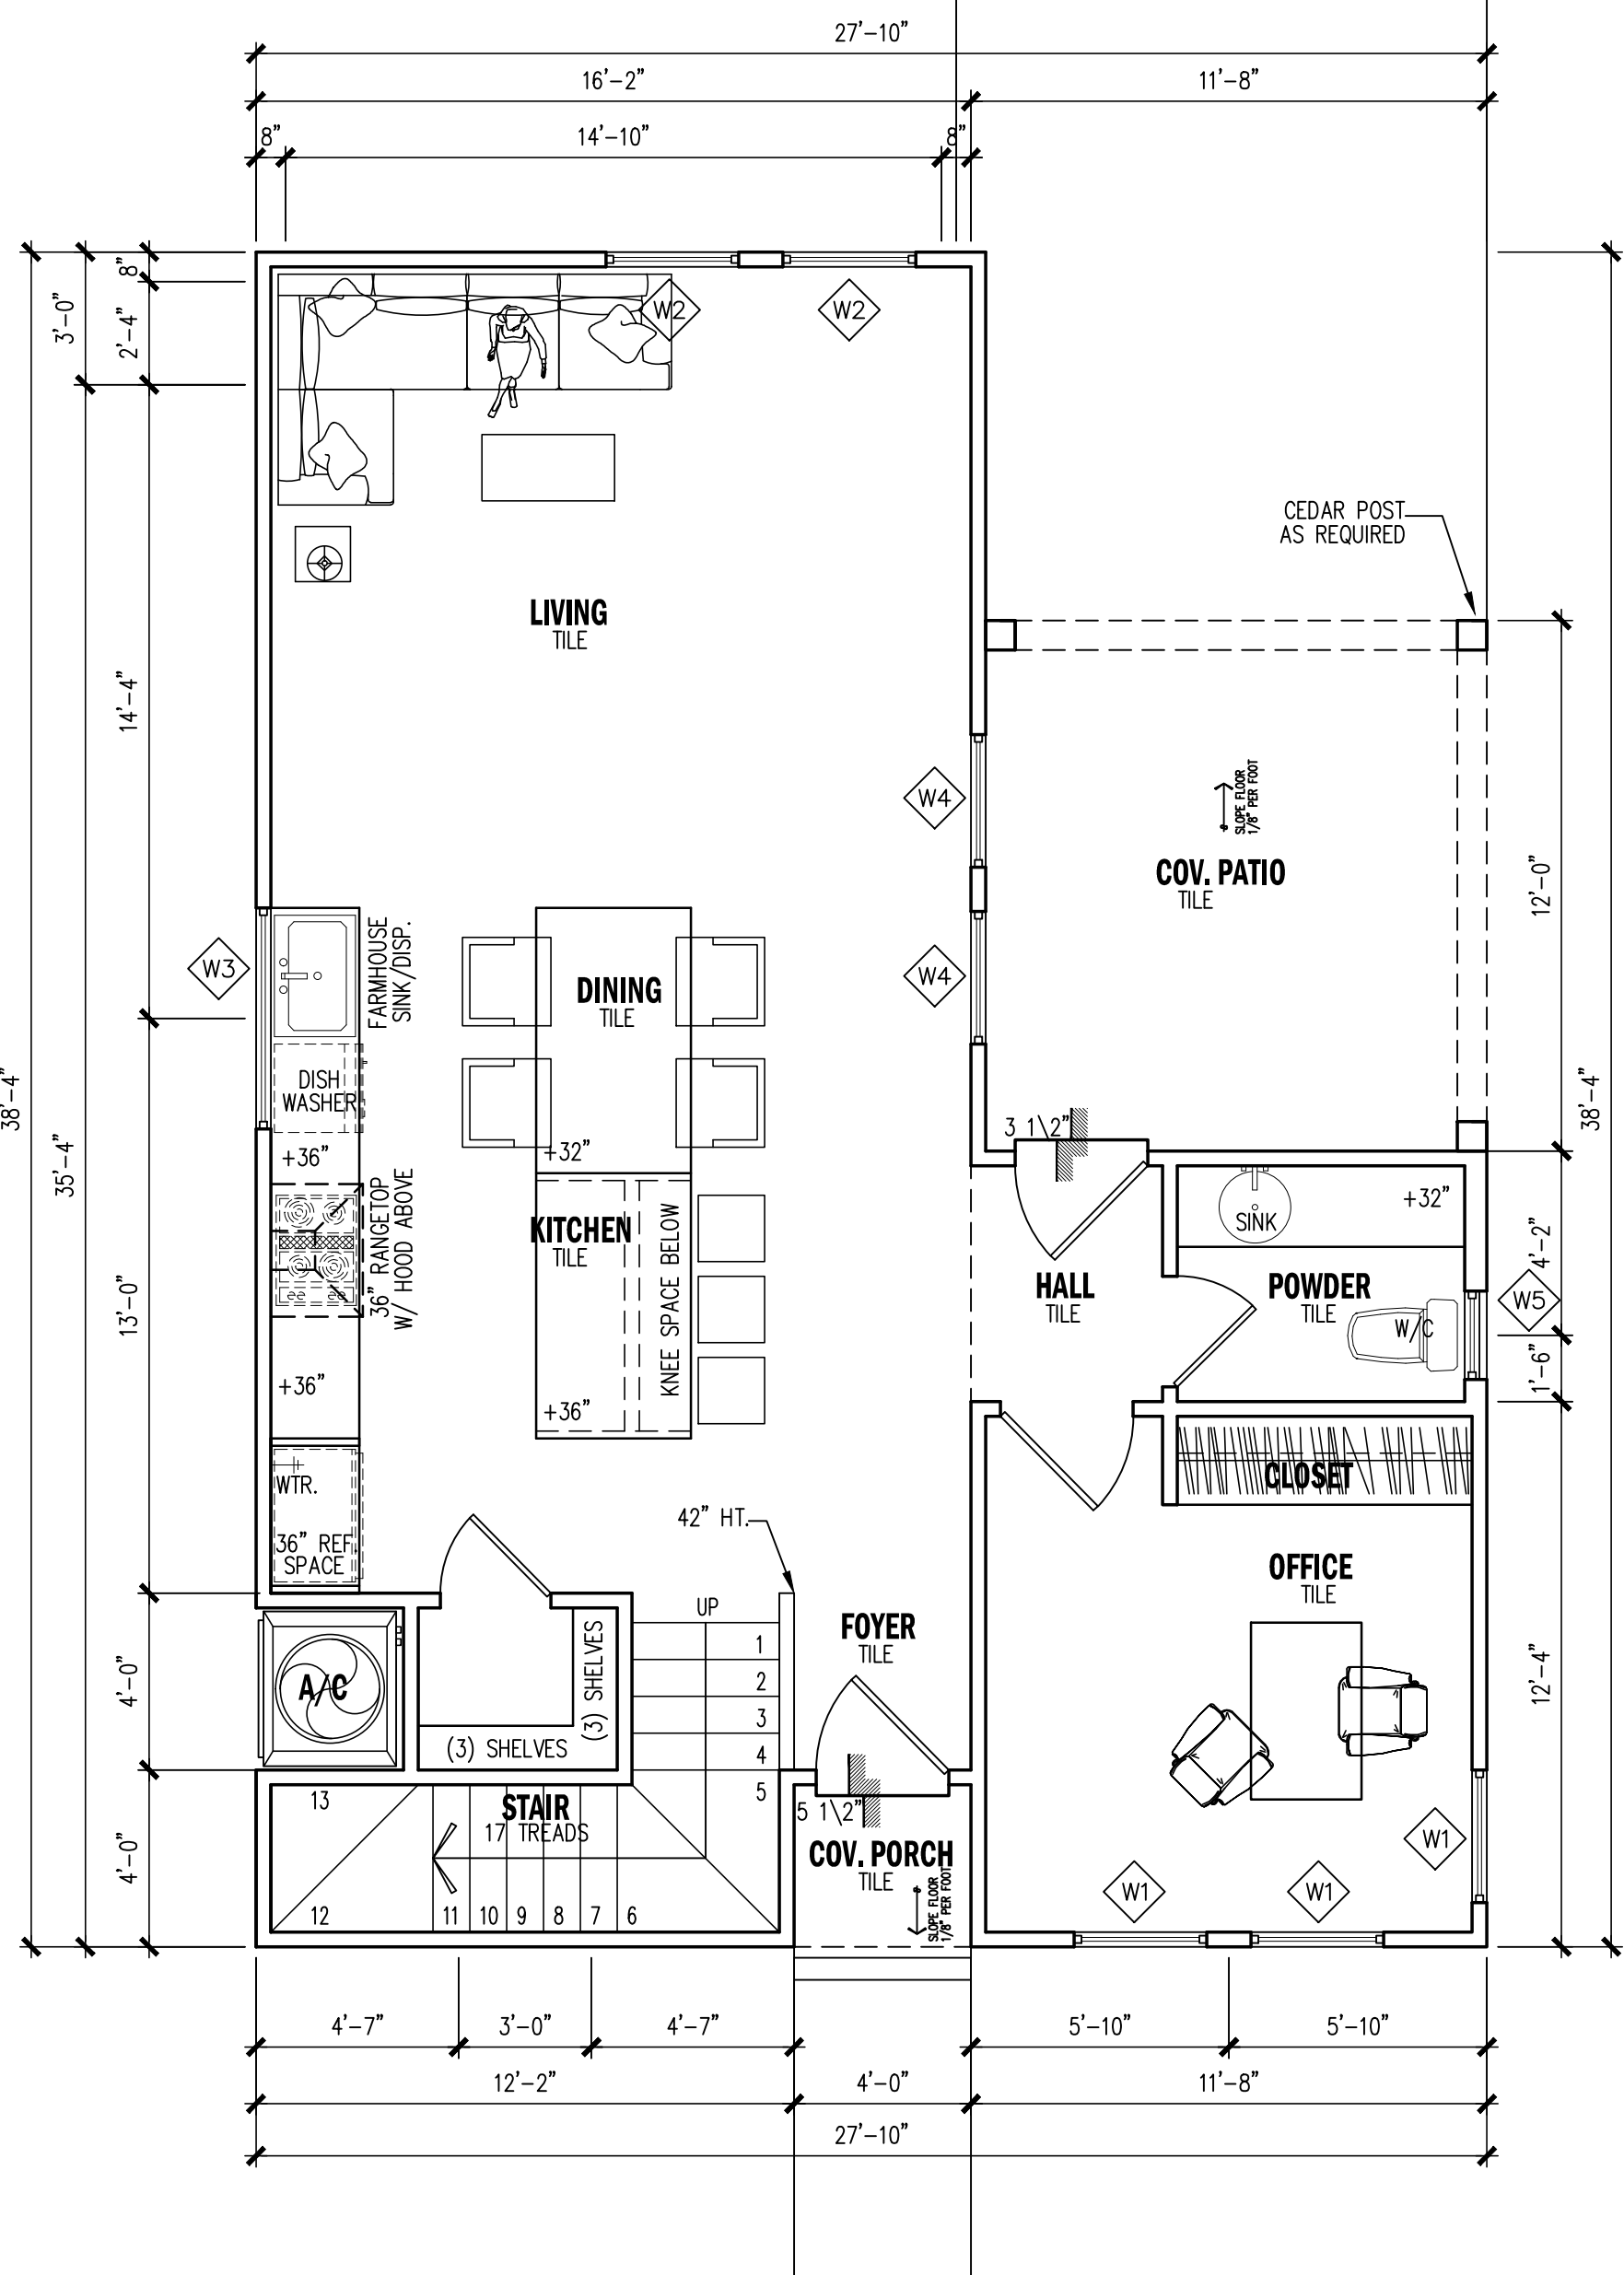 27'-10"
16'-2"
11'-8"
8"
14'-10"
8"
8"
3'-0"
2'-4"
W2
W2
CEDAR POST
AS REQUIRED
LIVING
TILE
14'-4"
W4
SLOPE FLOOR
1/8" PER FOOT
COV. PATIO
TILE
12'-0"
W3
FARMHOUSE
SINK/DISP.
DINING
TILE
W4
38'-4"
35'-4"
DISH
WASHER
+36"
+32"
3 1\2"
38'-4"
36" RANGETOP
W/ HOOD ABOVE
KITCHEN
TILE
KNEE SPACE BELOW
SINK
+32"
4'-2"
HALL
TILE
POWDER
TILE
W/C
W5
13'-0"
+36"
+36"
1'-6"
WTR.
36" REF.
SPACE
CLOSET
42" HT.
OFFICE
TILE
UP
FOYER
TILE
1
2
3
4
5
(3) SHELVES
(3) SHELVES
A/C
4'-0"
12'-4"
13
STAIR
17 TREADS
5 1\2"
COV. PORCH
TILE
SLOPE FLOOR
1/8" PER FOOT
W1
W1
W1
4'-0"
12
11
10
9
8
7
6
4'-7"
3'-0"
4'-7"
5'-10"
5'-10"
12'-2"
4'-0"
11'-8"
27'-10"